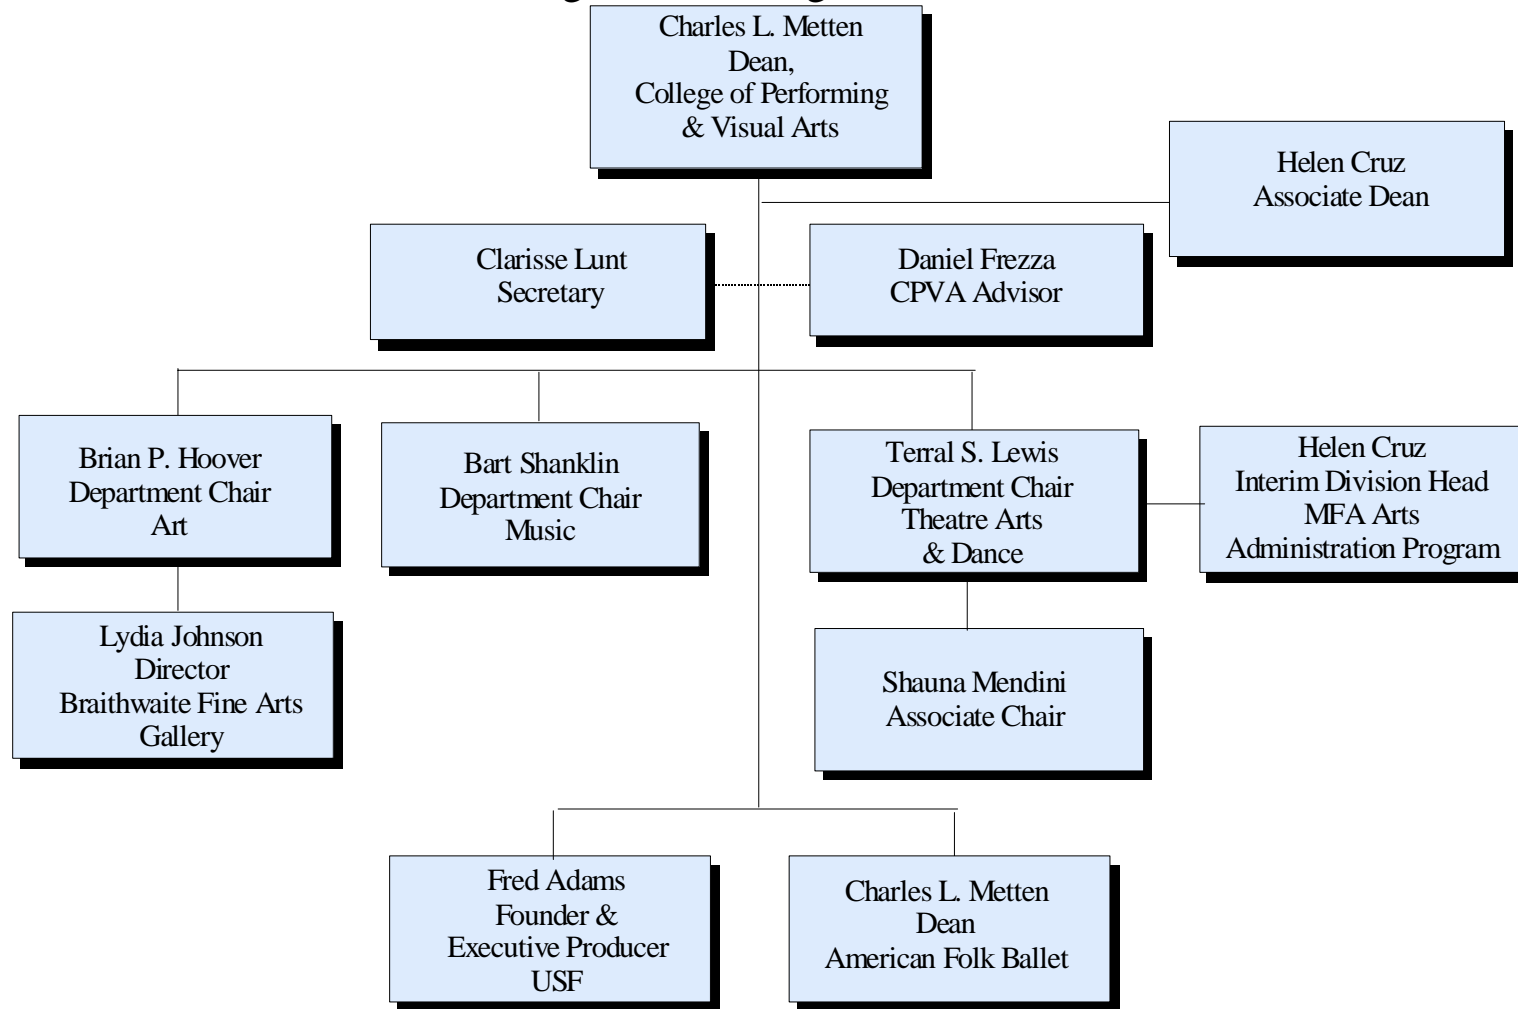 Charles L. Metten
Dean,
College of Performing
& Visual Arts
Helen Cruz
Associate Dean
Clarisse Lunt
Secretary
Daniel Frezza
CPVA Advisor
Brian P. Hoover
Department Chair
Art
Bart Shanklin
Department Chair
Music
Terral S. Lewis
Department Chair
Theatre Arts
& Dance
Helen Cruz
Interim Division Head
MFA Arts
Administration Program
Lydia Johnson
Director
Braithwaite Fine Arts
Gallery
Shauna Mendini
Associate Chair
Fred Adams
Founder &
Executive Producer
USF
Charles L. Metten
Dean
American Folk Ballet